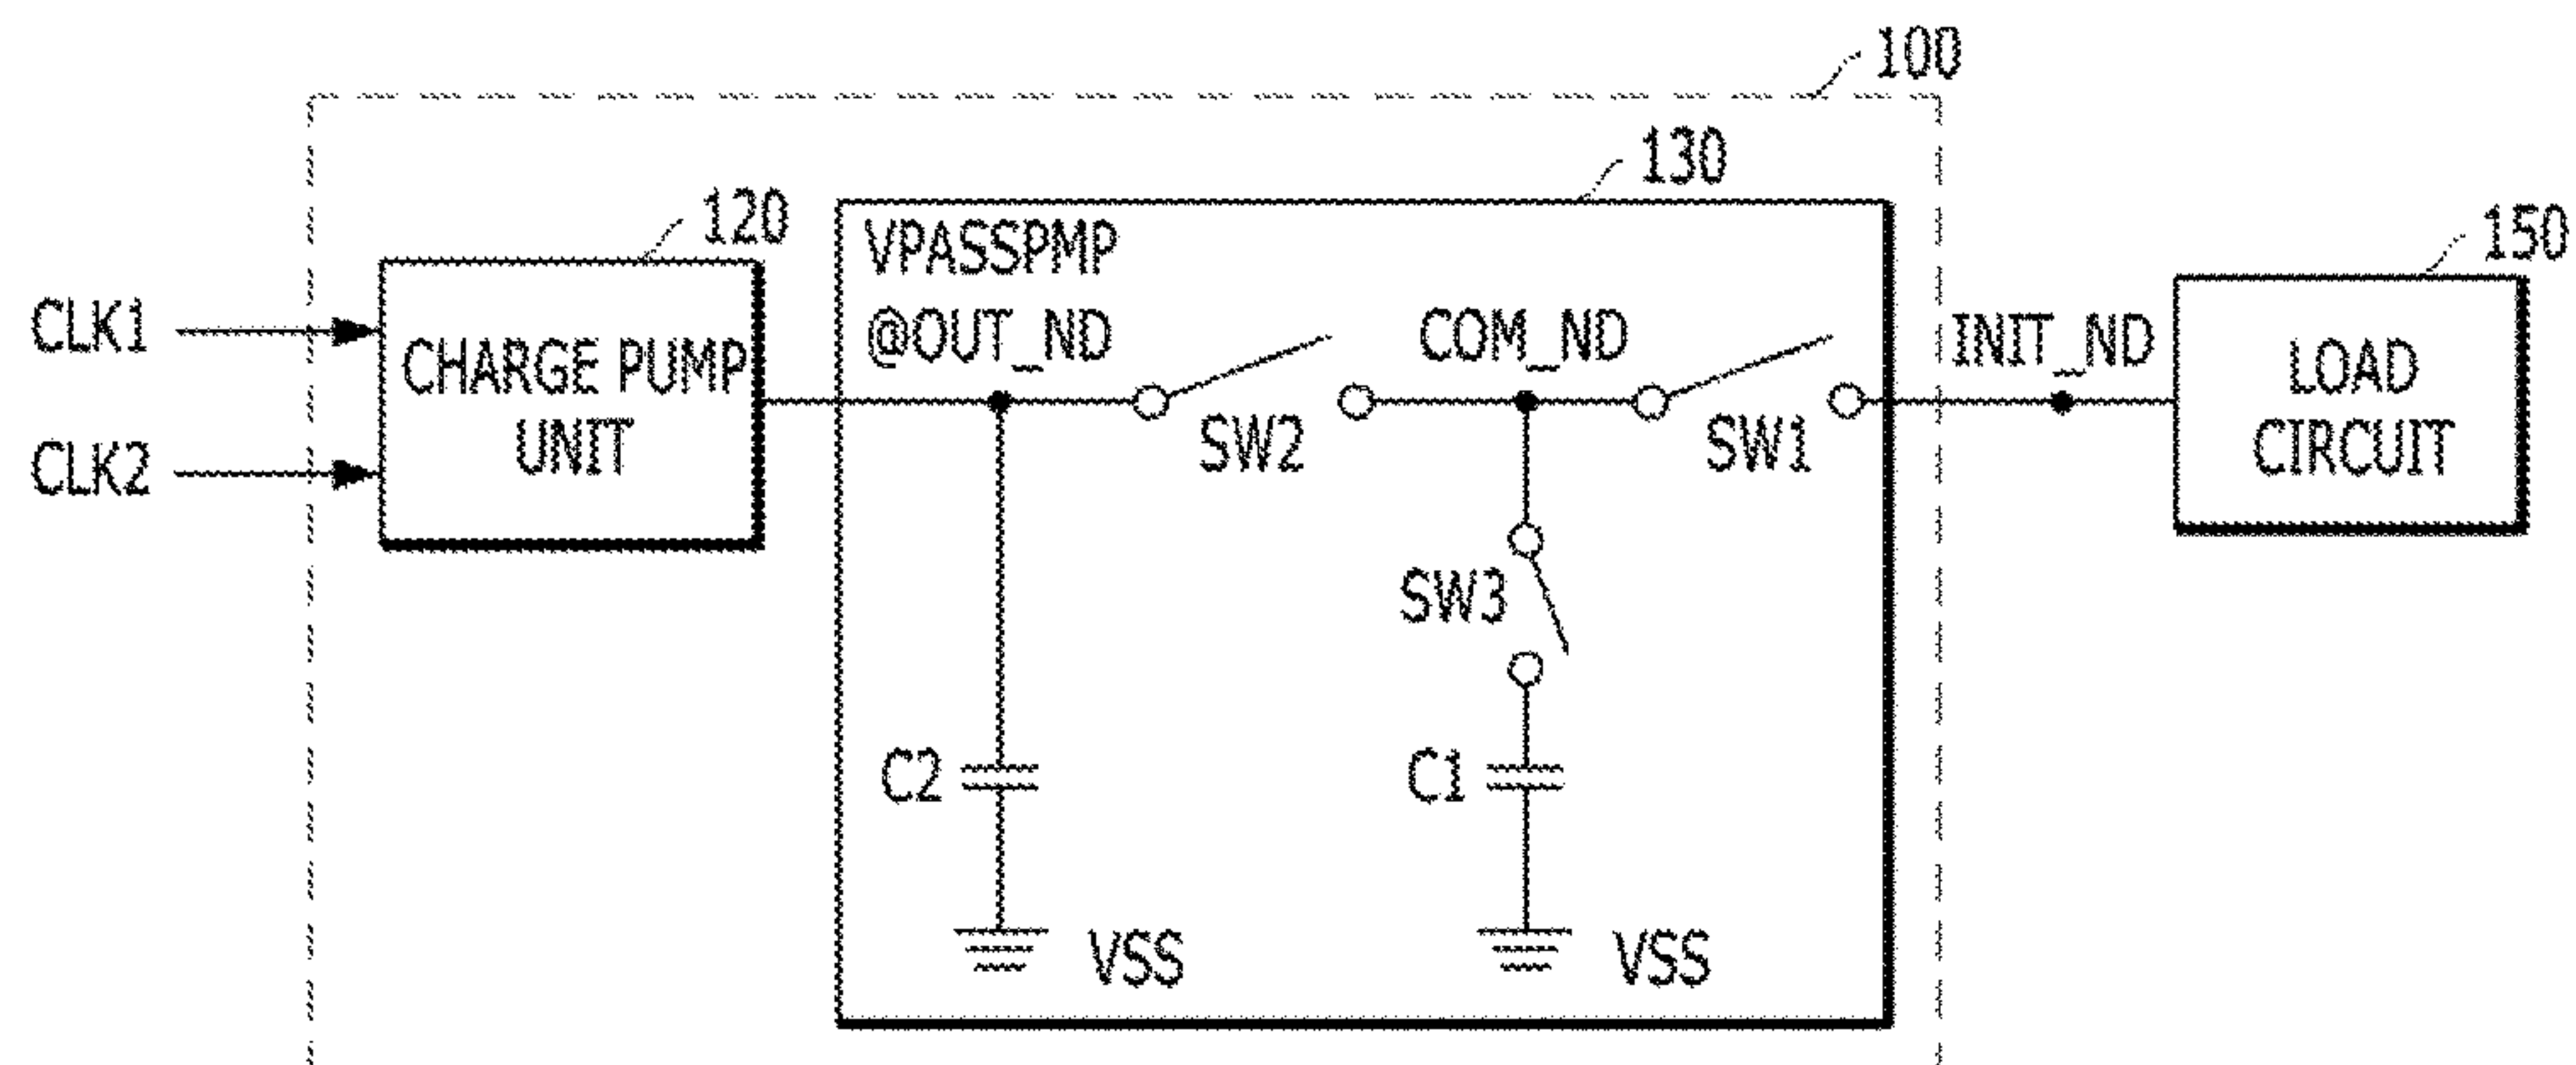 100
130
120
150
VPASSPMP
@OUT_ND
COM_ND
INIT_ND
CLK1
CLK2
CHARGE PUMP
UNIT
SW2
SW1
LOAD
CIRCUIT
SW3
C2
C1
VSS
VSS